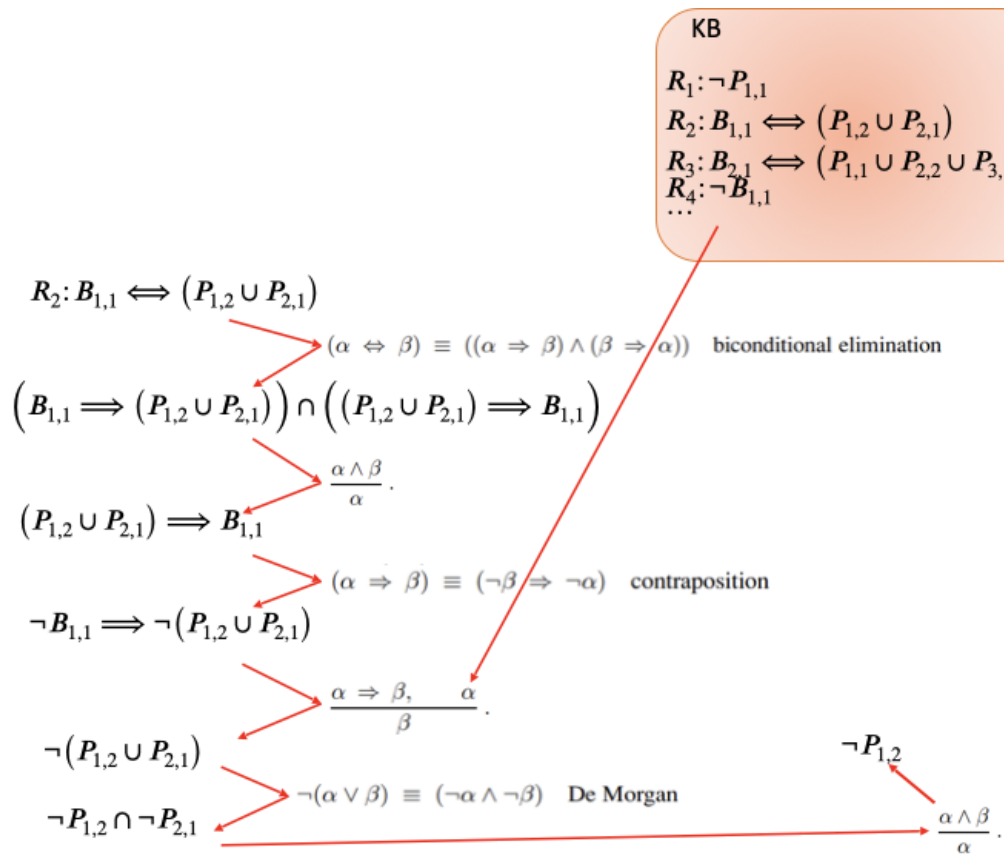 KB
R₁: ¬P₁,₁
R₂: B₁,₁ ⟺ (P₁,₂ ∪ P₂,₁)
R₃: B₂,₁ ⟺ (P₁,₁ ∪ P₂,₂ ∪ P₃,
R₄: ¬B₁,₁
...
R₂: B₁,₁ ⟺ (P₁,₂ ∪ P₂,₁)
(α ⇔ β) ≡ ((α ⇒ β) ∧ (β ⇒ α)) biconditional elimination
(B₁,₁ ⟹ (P₁,₂ ∪ P₂,₁)) ∩ ((P₁,₂ ∪ P₂,₁) ⟹ B₁,₁)
α ∧ β
α .
(P₁,₂ ∪ P₂,₁) ⟹ B₁,₁
(α ⇒ β) ≡ (¬β ⇒ ¬α) contraposition
¬B₁,₁ ⟹ ¬(P₁,₂ ∪ P₂,₁)
α ⇒ β, α
β .
¬(P₁,₂ ∪ P₂,₁)
¬P₁,₂
¬(α ∨ β) ≡ (¬α ∧ ¬β) De Morgan
¬P₁,₂ ∩ ¬P₂,₁
α ∧ β
α .